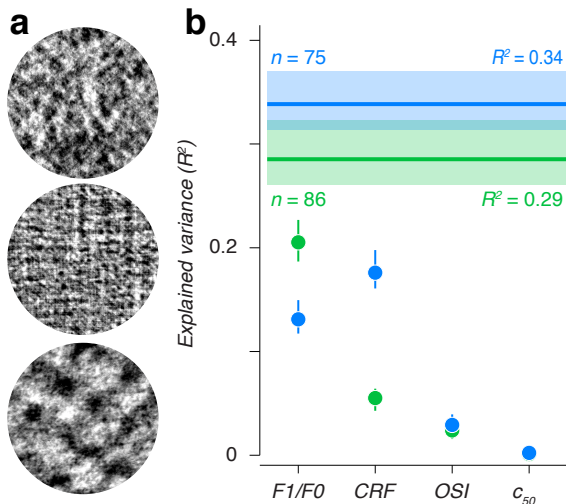 a
b
0.4
n = 75
R² = 0.34
n = 86
R² = 0.29
Explained variance (R²)
0.2
0
F1/F0
CRF
OSI
c₅₀